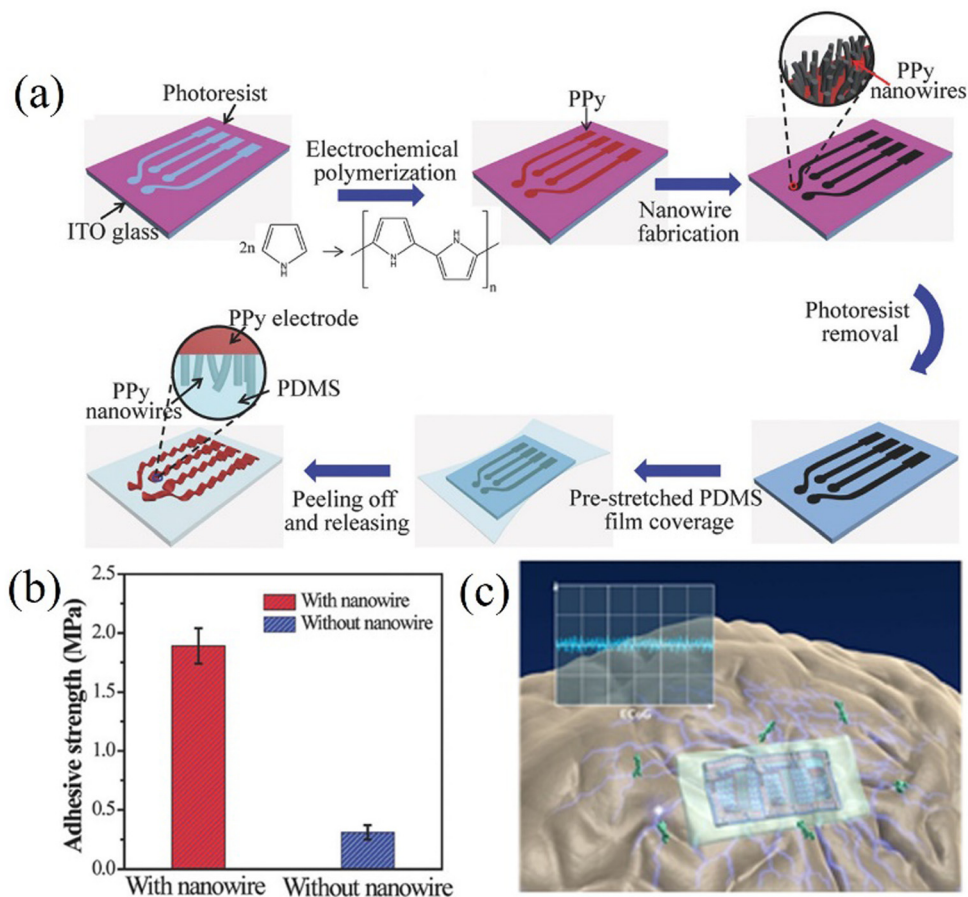 (a)
Photoresist
ITO glass
Electrochemical
polymerization
2n
N
H
H
N
N
H
n
PPy
Nanowire
fabrication
PPy
nanowires
Photoresist
removal
Pre-stretched PDMS
film coverage
Peeling off
and releasing
PPy electrode
PPy
nanowires
PDMS
(b)
Adhesive strength (MPa)
2.5
2.0
1.5
1.0
0.5
0.0
With nanowire
Without nanowire
With nanowire
Without nanowire
(c)
ECoG